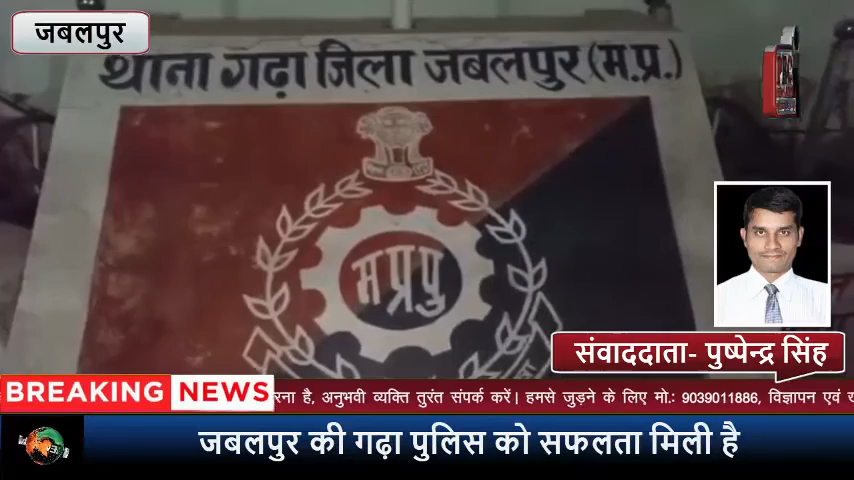 जबलपुर
थाना गढ़ा जिला जबलपुर (म.प्र.)
म प्र पु
संवाददाता- पुष्पेन्द्र सिंह
BREAKING NEWS
रना है, अनुभवी व्यक्ति तुरंत संपर्क करें। हमसे जुड़ने के लिए मो.: 9039011886, विज्ञापन एवं
जबलपुर की गढ़ा पुलिस को सफलता मिली है